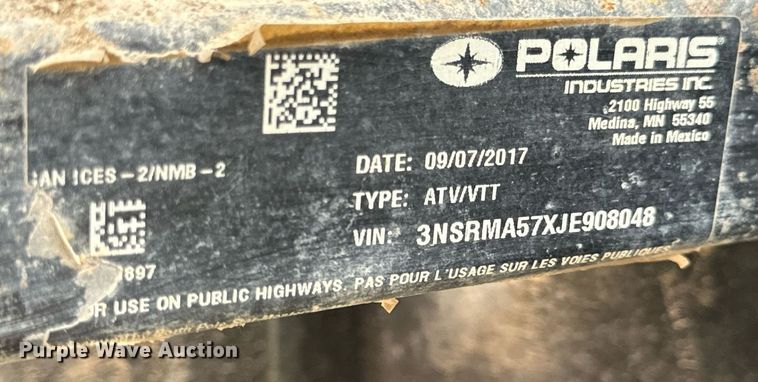 POLARIS
INDUSTRIES INC
2100 Highway 55
Medina, MN 55340
Made in Mexico
CAN ICES-2/NMB-2
DATE: 09/07/2017
TYPE: ATV/VTT
VIN: 3NSRMA57XJE908048
897
OR USE ON PUBLIC HIGHWAYS. PAS POUR L'USAGE SUR LES VOIES PUBLIQUES
Purple Wave Auction